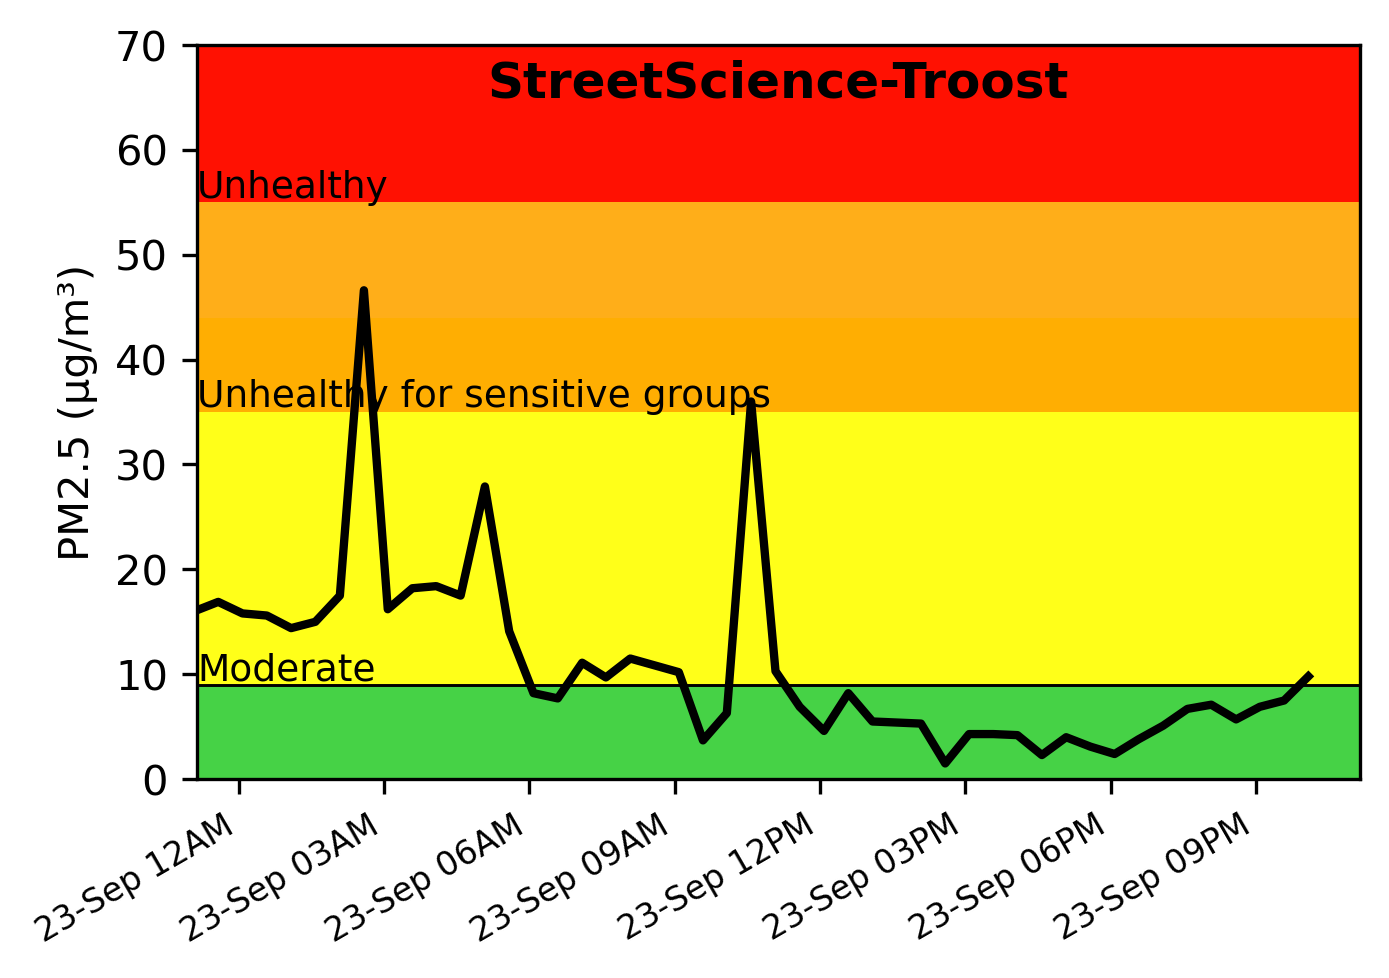 StreetScience-Troost
PM2.5 (µg/m³)
70
60
50
40
30
20
10
0
Unhealthy
Unhealthy for sensitive groups
Moderate
23-Sep 12AM
23-Sep 03AM
23-Sep 06AM
23-Sep 09AM
23-Sep 12PM
23-Sep 03PM
23-Sep 06PM
23-Sep 09PM